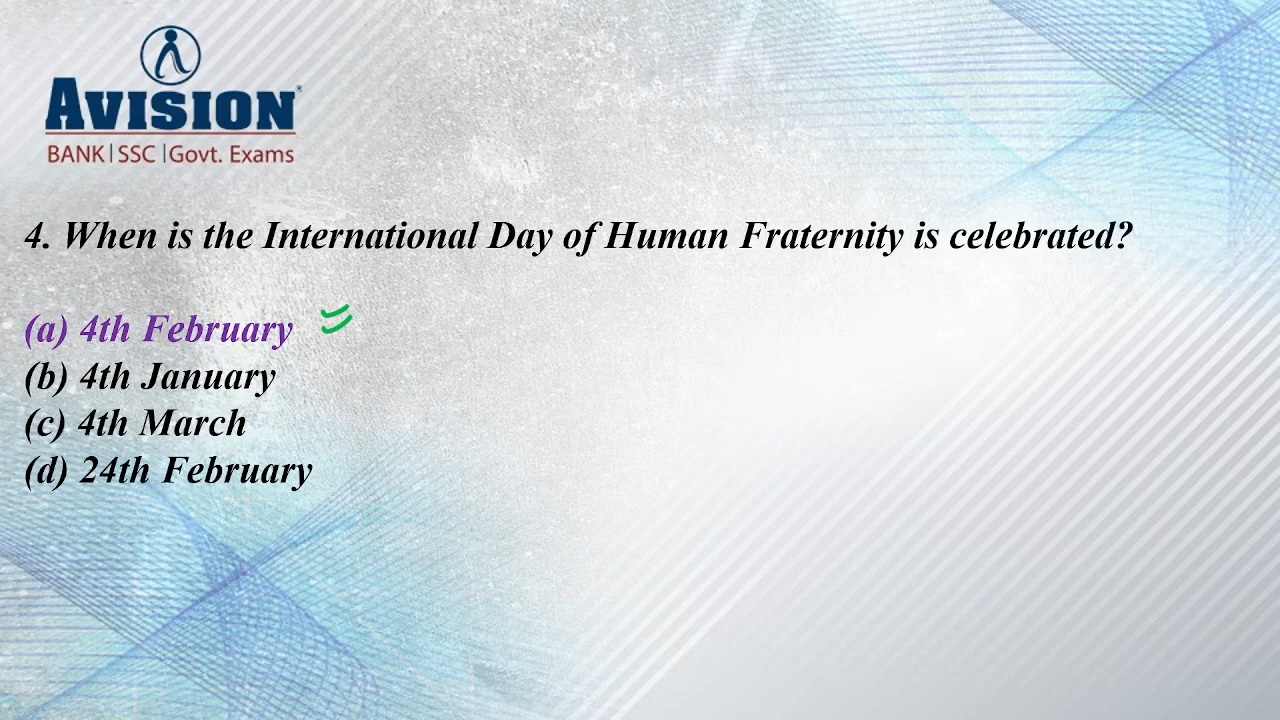 AVISION
BANK | SSC | Govt. Exams
4. When is the International Day of Human Fraternity is celebrated?
(a) 4th February
(b) 4th January
(c) 4th March
(d) 24th February